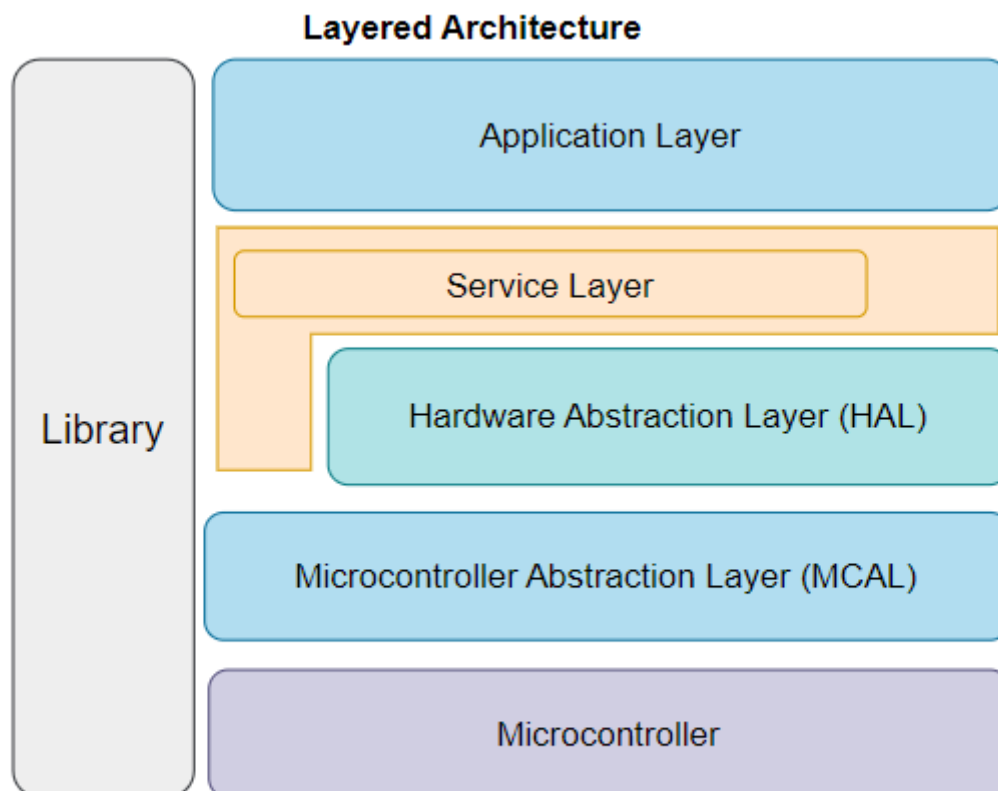 Layered Architecture
Application Layer
Service Layer
Library
Hardware Abstraction Layer (HAL)
Microcontroller Abstraction Layer (MCAL)
Microcontroller